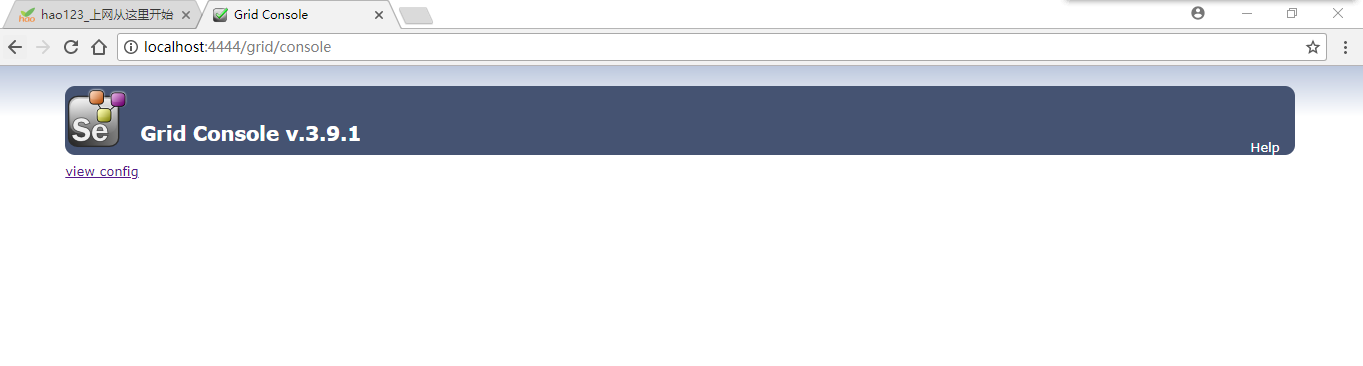 hao123_上网从这里开始
Grid Console
localhost:4444/grid/console
Se
Grid Console v.3.9.1
Help
view config